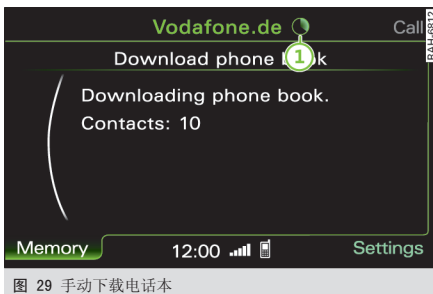 Vodafone.de
Call
Download phone b k
1
RAH-6812
Downloading phone book.
Contacts: 10
Memory
12:00
Settings
图 29 手动下载电话本